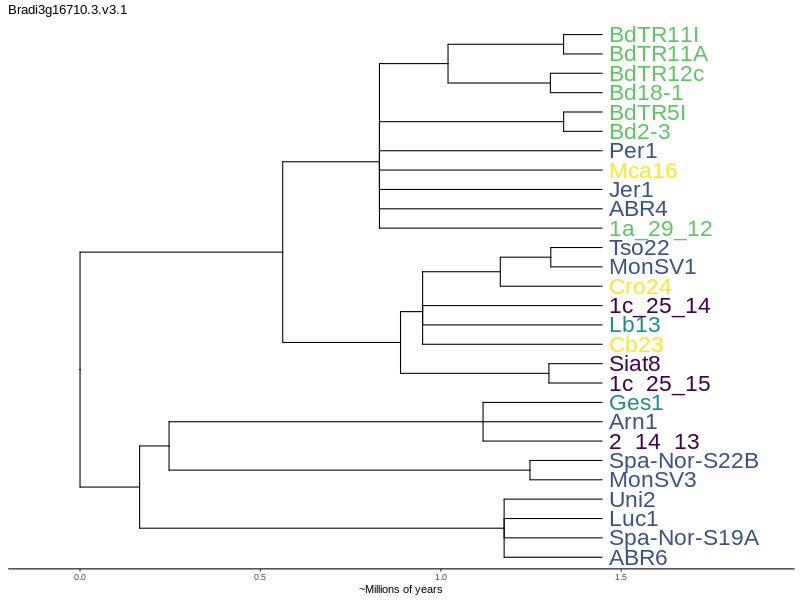 Bradi3g16710.3.v3.1
BdTR11I
BdTR11A
BdTR12c
Bd18-1
BdTR5I
Bd2-3
Per1
Mca16
Jer1
ABR4
1a_29_12
Tso22
MonSV1
Cro24
1c_25_14
Lb13
Cb23
Siat8
1c_25_15
Ges1
Arn1
2_14_13
Spa-Nor-S22B
MonSV3
Uni2
Luc1
Spa-Nor-S19A
ABR6
0.0 0.5 1.0 1.5
~Millions of years